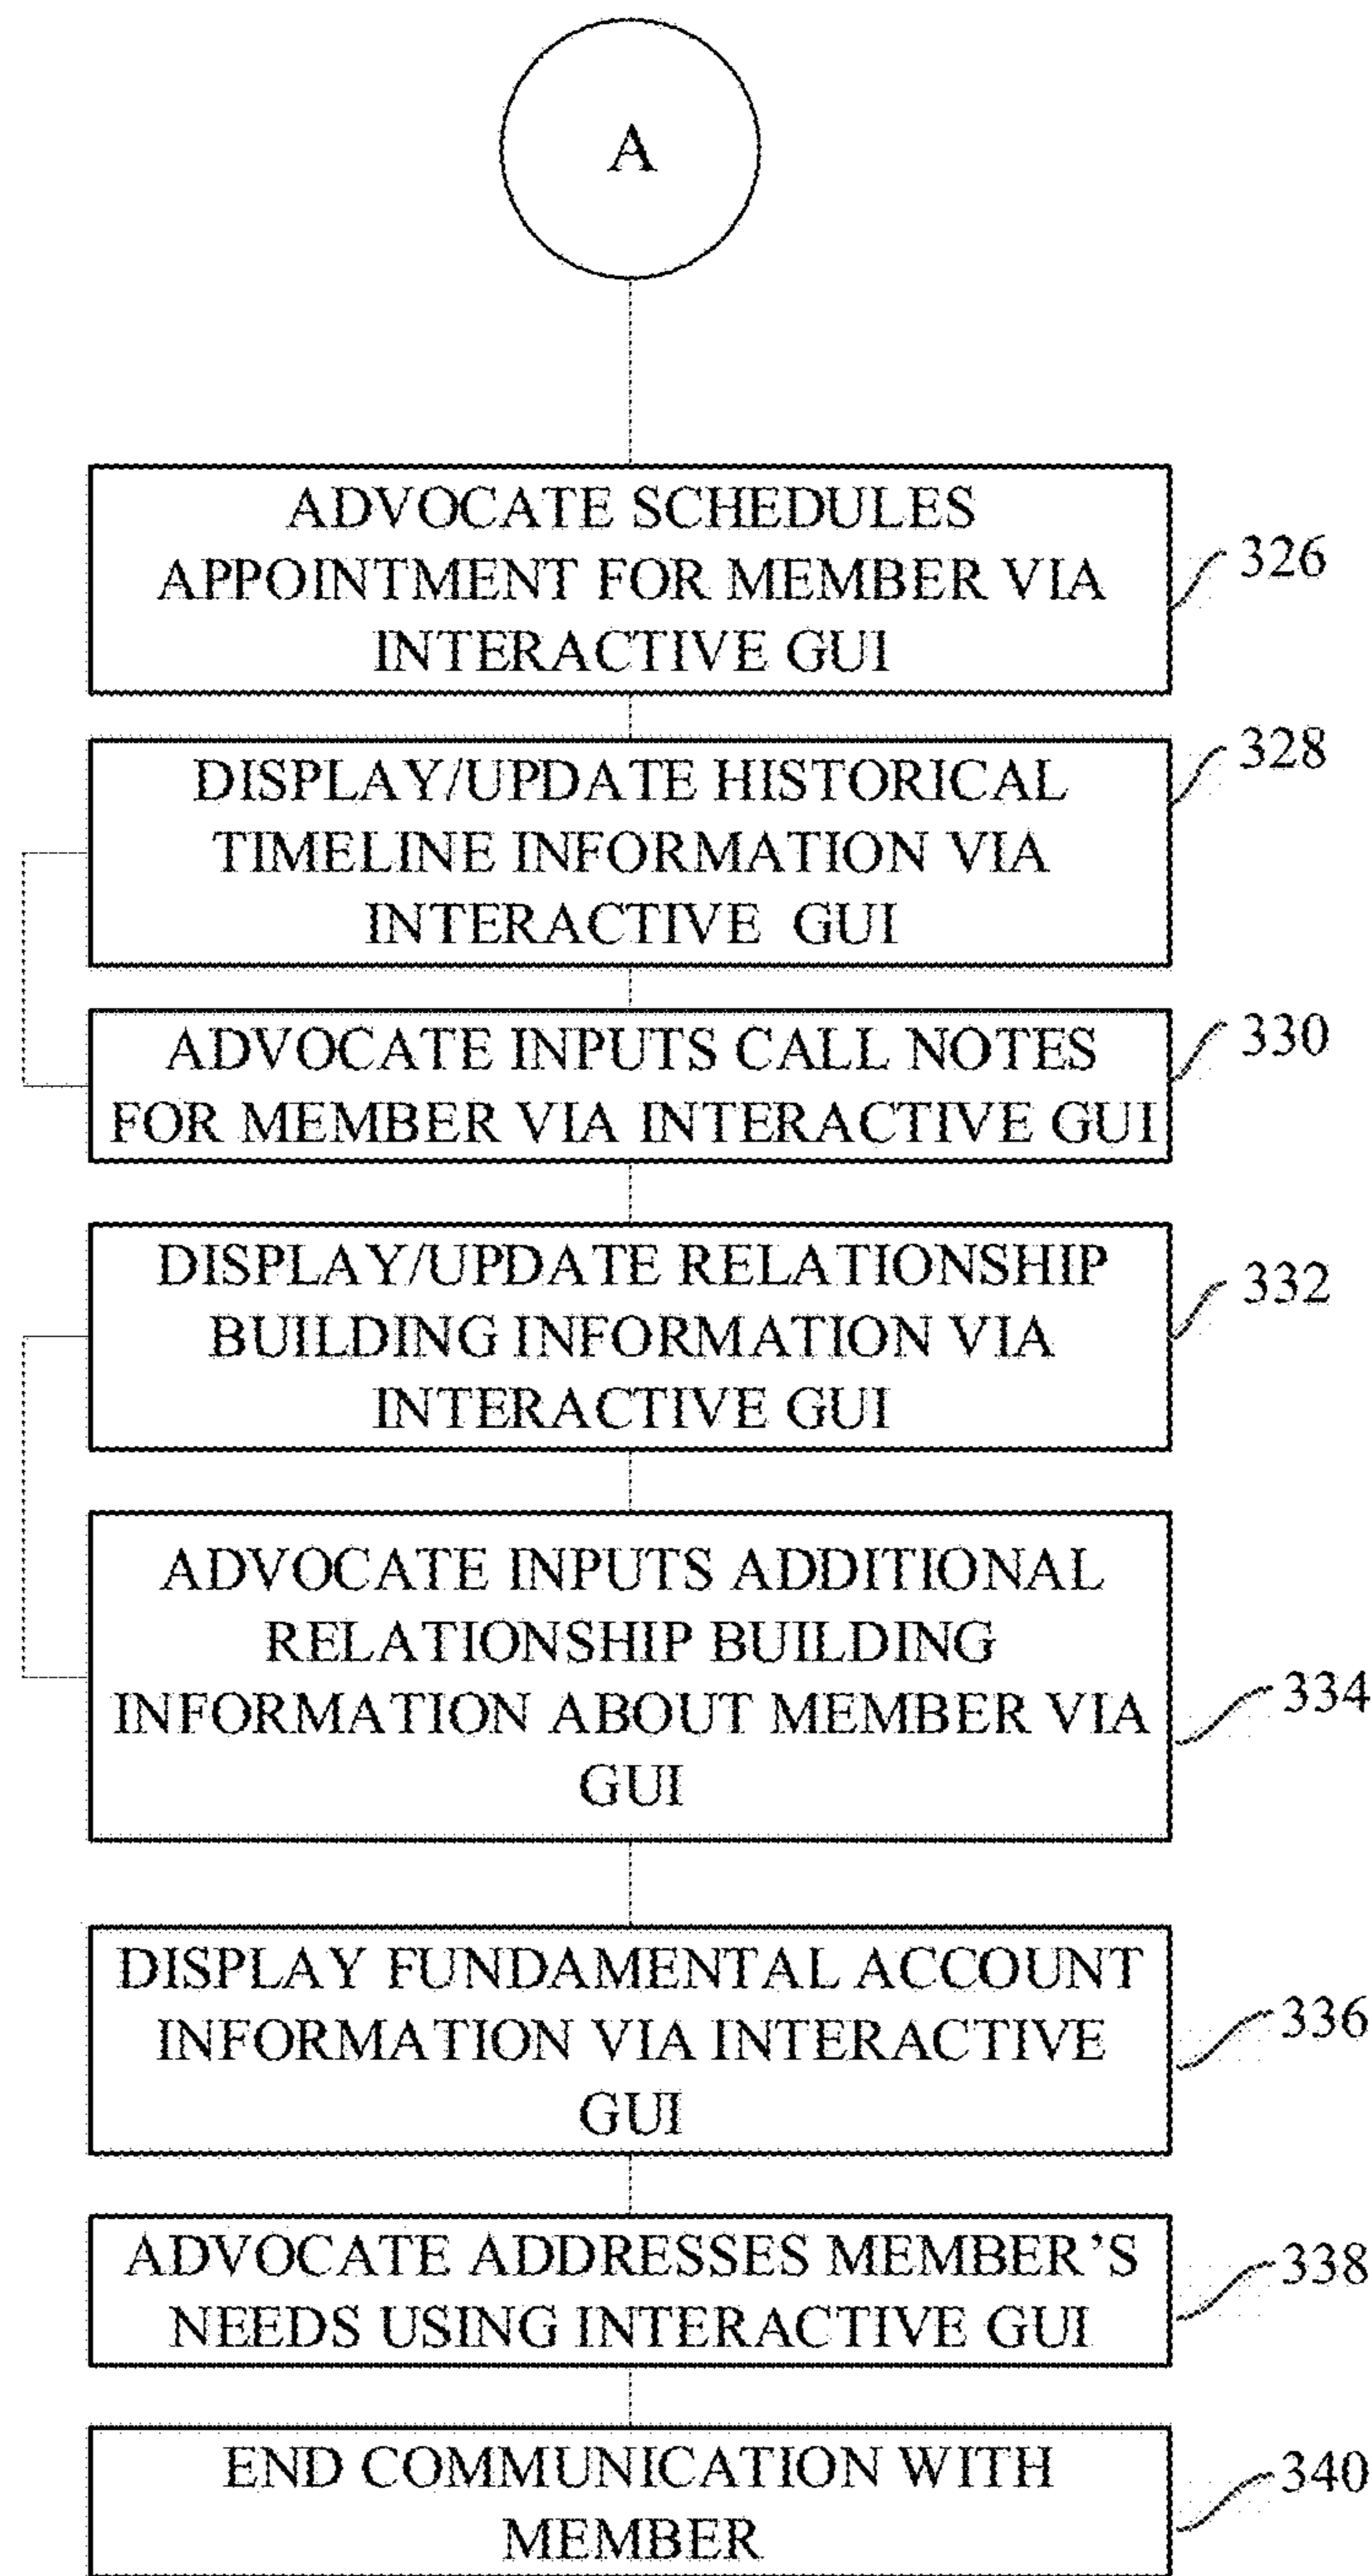 A
ADVOCATE SCHEDULES
APPOINTMENT FOR MEMBER VIA
INTERACTIVE GUI
326
DISPLAY/UPDATE HISTORICAL
TIMELINE INFORMATION VIA
INTERACTIVE GUI
328
ADVOCATE INPUTS CALL NOTES
FOR MEMBER VIA INTERACTIVE GUI
330
DISPLAY/UPDATE RELATIONSHIP
BUILDING INFORMATION VIA
INTERACTIVE GUI
332
ADVOCATE INPUTS ADDITIONAL
RELATIONSHIP BUILDING
INFORMATION ABOUT MEMBER VIA
GUI
334
DISPLAY FUNDAMENTAL ACCOUNT
INFORMATION VIA INTERACTIVE
GUI
336
ADVOCATE ADDRESSES MEMBER’S
NEEDS USING INTERACTIVE GUI
338
END COMMUNICATION WITH
MEMBER
340